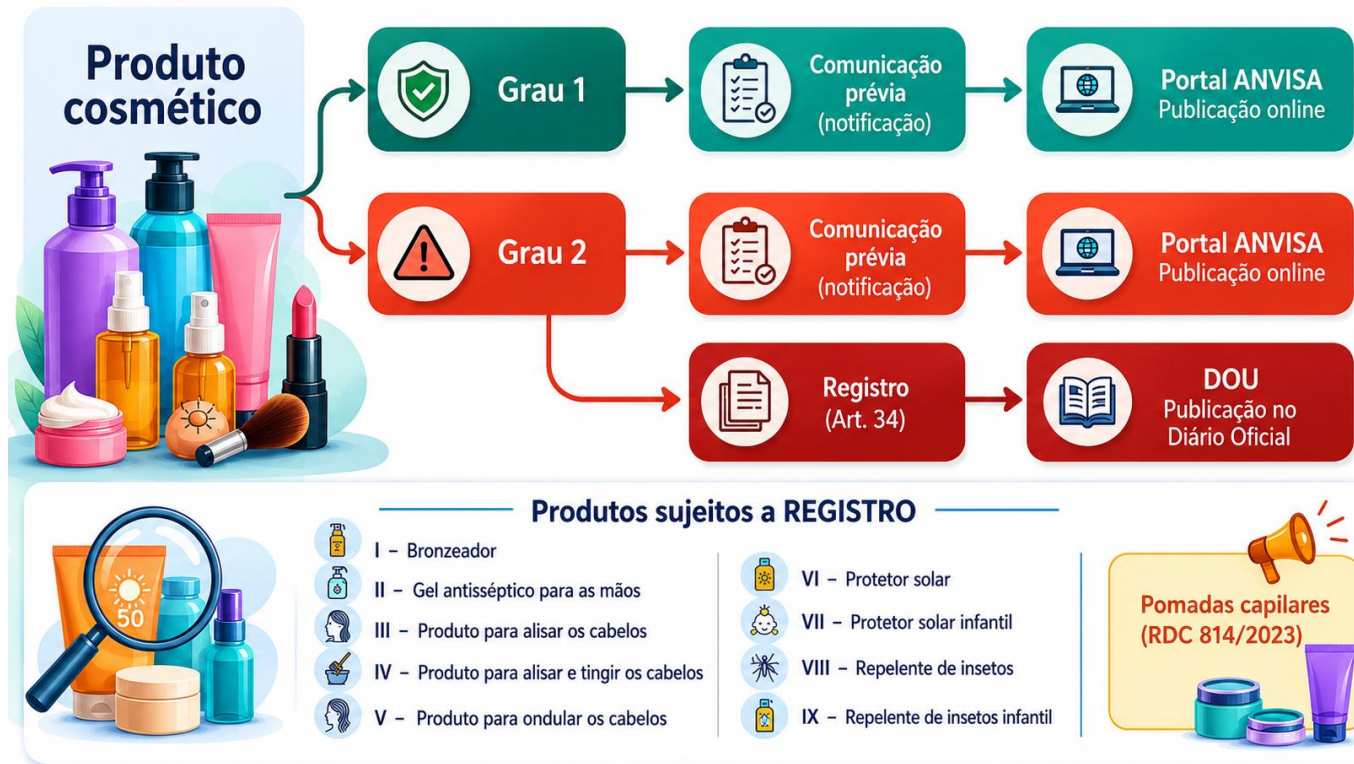 Produto
cosmético
Grau 1
Comunicação
prévia
(notificação)
Portal ANVISA
Publicação online
Grau 2
Comunicação
prévia
(notificação)
Portal ANVISA
Publicação online
Registro
(Art. 34)
DOU
Publicação no
Diário Oficial
Produtos sujeitos a REGISTRO
50
I – Bronzeador
II – Gel antisséptico para as mãos
III – Produto para alisar os cabelos
IV – Produto para alisar e tingir os cabelos
V – Produto para ondular os cabelos
VI – Protetor solar
VII – Protetor solar infantil
VIII – Repelente de insetos
IX – Repelente de insetos infantil
Pomadas capilares
(RDC 814/2023)